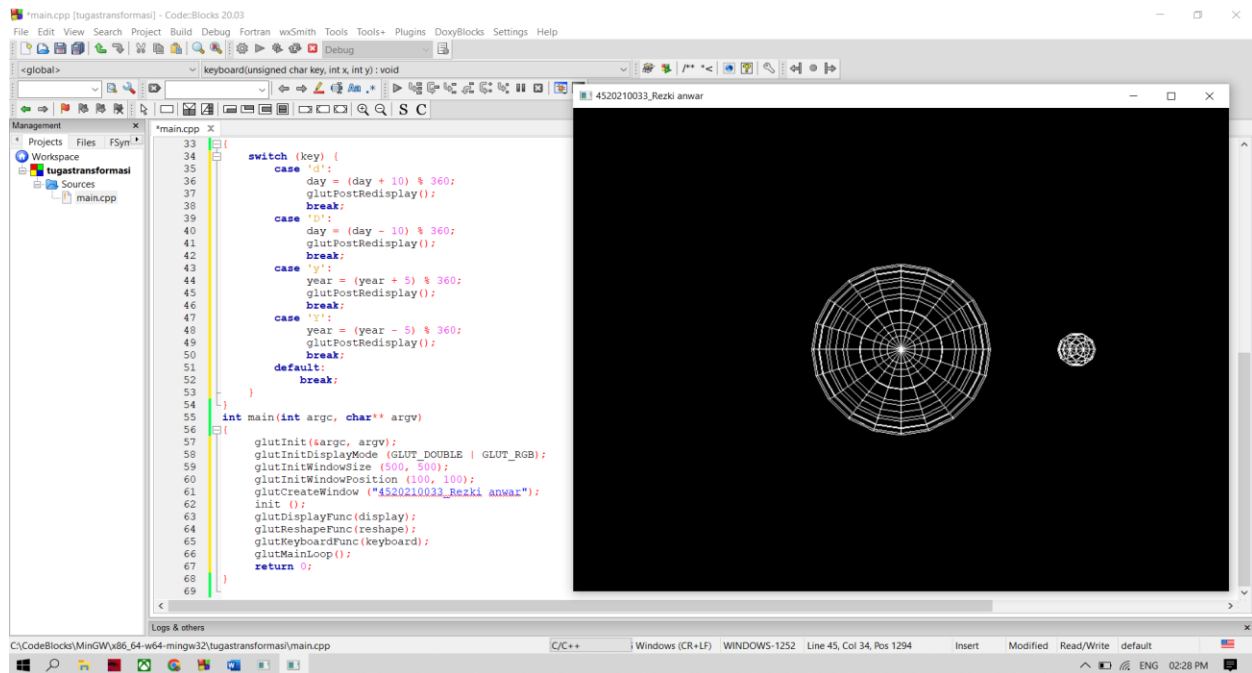 *main.cpp [tugastransformasi] - Code::Blocks 20.03
File Edit View Search Project Build Debug Fortran wxSmith Tools Tools+ Plugins DoxyBlocks Settings Help
Debug
<global>
keyboard(unsigned char key, int x, int y) : void
/** *<
S C
4520210033_Rezki anwar
Management
Projects Files FSym
Workspace
tugastransformasi
Sources
main.cpp
*main.cpp
33 {
34 switch (key) {
35 case 'd':
36 day = (day + 10) % 360;
37 glutPostRedisplay();
38 break;
39 case 'D':
40 day = (day - 10) % 360;
41 glutPostRedisplay();
42 break;
43 case 'y':
44 year = (year + 5) % 360;
45 glutPostRedisplay();
46 break;
47 case 'Y':
48 year = (year - 5) % 360;
49 glutPostRedisplay();
50 break;
51 default:
52 break;
53 }
54 }
55 int main(int argc, char** argv)
56 {
57 glutInit(&argc, argv);
58 glutInitDisplayMode (GLUT_DOUBLE | GLUT_RGB);
59 glutInitWindowSize (500, 500);
60 glutInitWindowPosition (100, 100);
61 glutCreateWindow ("4520210033_Rezki anwar");
62 init ();
63 glutDisplayFunc(display);
64 glutReshapeFunc(reshape);
65 glutKeyboardFunc(keyboard);
66 glutMainLoop();
67 return 0;
68 }
69
Logs & others
C:\CodeBlocks\MinGW\x86_64-w64-mingw32\tugastransformasi\main.cpp C/C++ Windows (CR+LF) WINDOWS-1252 Line 45, Col 34, Pos 1294 Insert Modified Read/Write default
ENG 02:28 PM